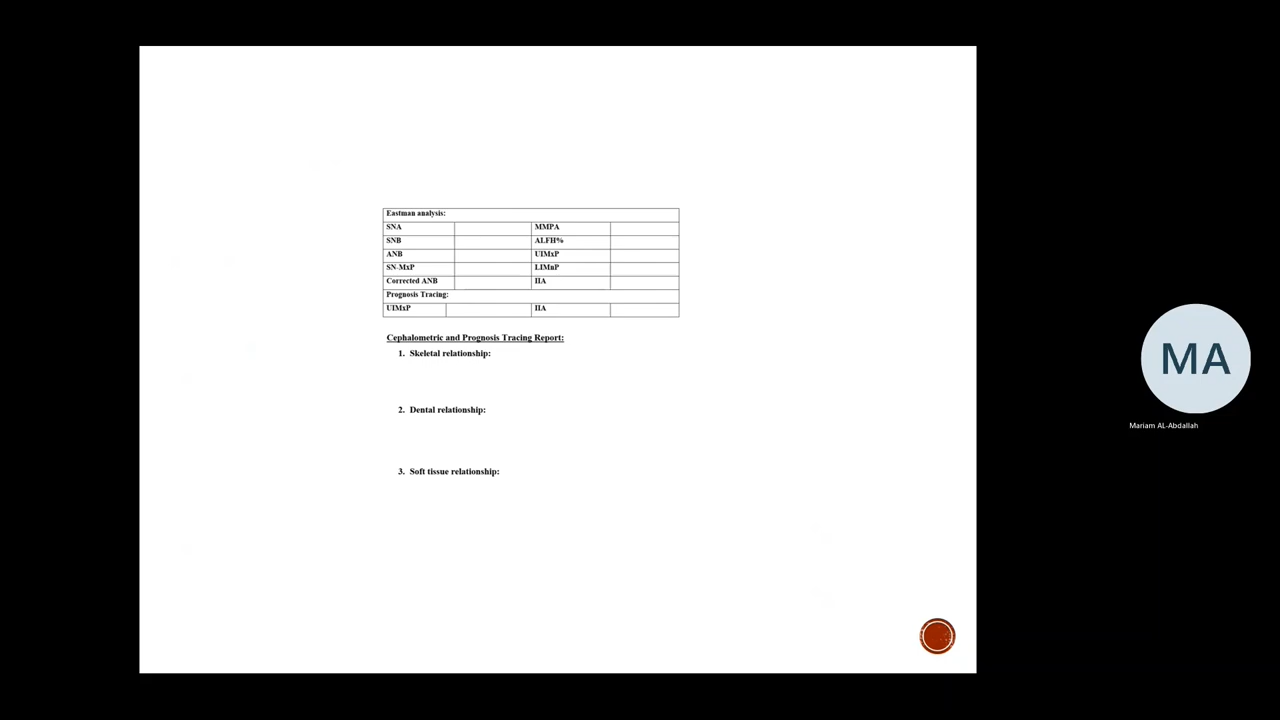 Eastman analysis:
SNA MMPA
SNB ALFH%
ANB UIMxP
SN-MxP LIMnP
Corrected ANB IIA
Prognosis Tracing:
UIMxP IIA
Cephalometric and Prognosis Tracing Report:
1. Skeletal relationship:
2. Dental relationship:
3. Soft tissue relationship:
MA
Mariam AL-Abdallah